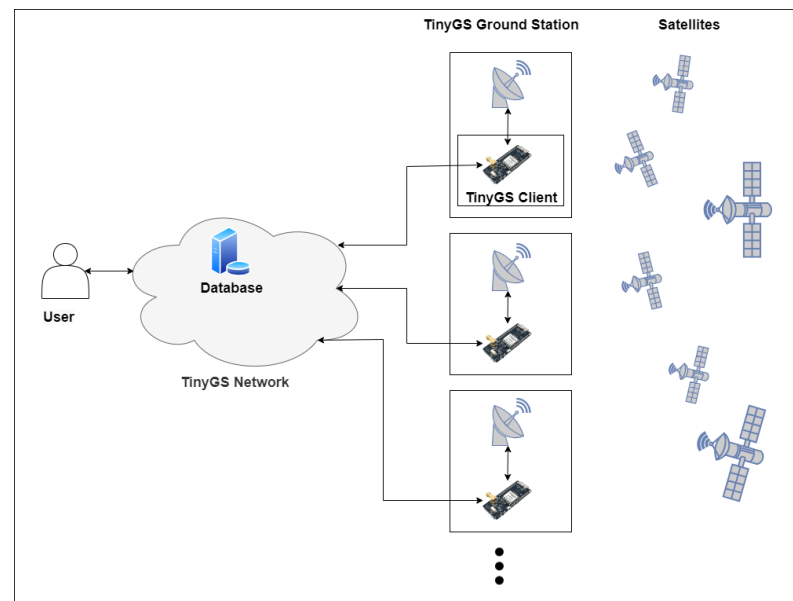 TinyGS Ground Station
Satellites
TinyGS Client
Database
User
TinyGS Network